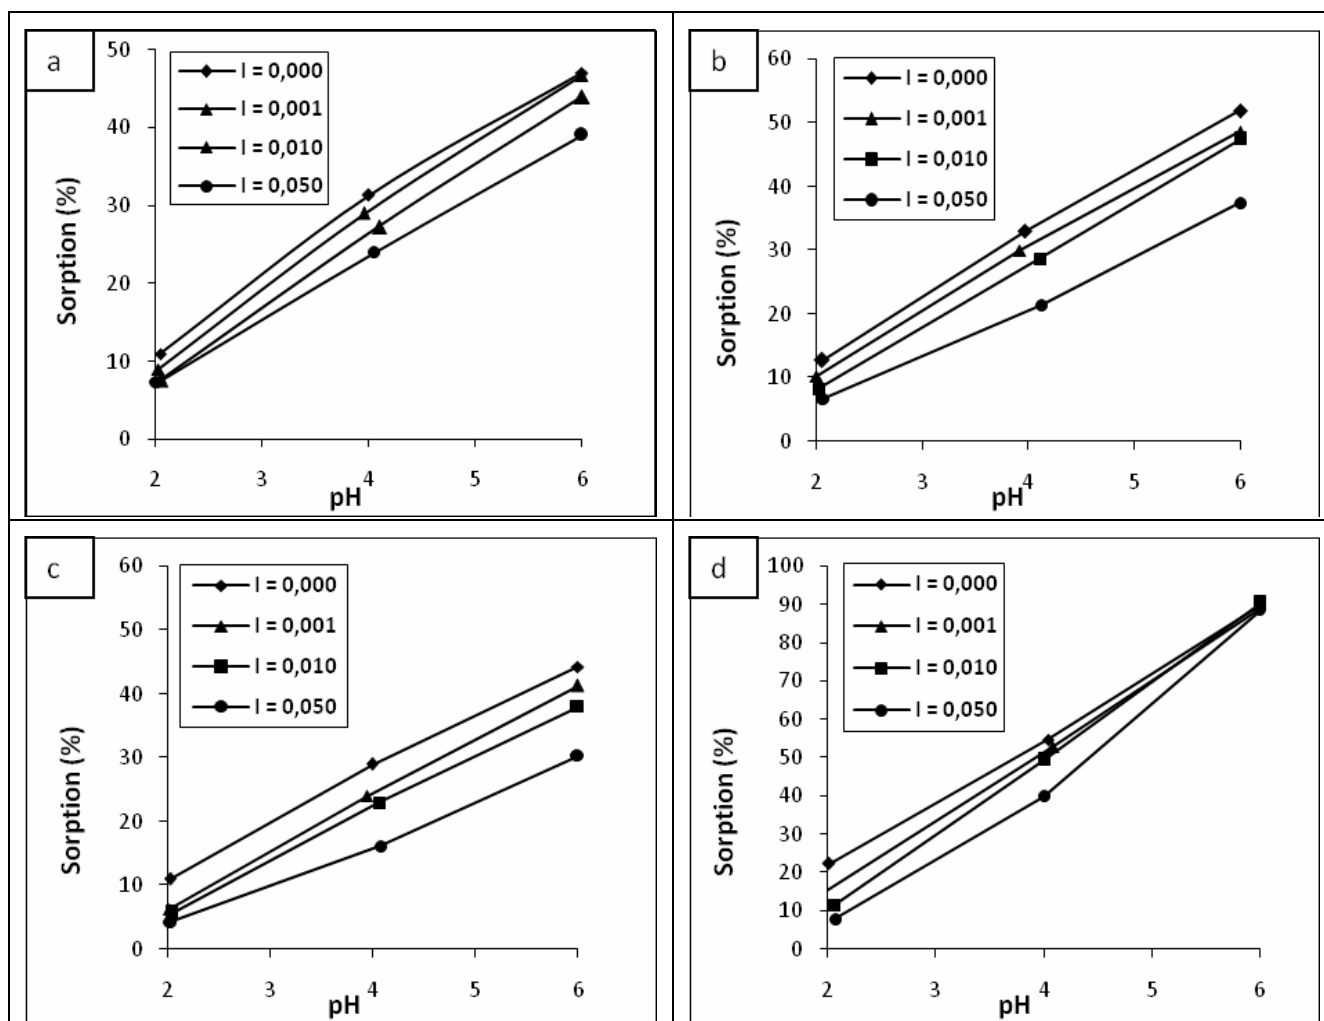 a
I = 0,000
I = 0,001
I = 0,010
I = 0,050
50
40
30
20
10
0
Sorption (%)
2 3 4 5 6
pH
b
I = 0,000
I = 0,001
I = 0,010
I = 0,050
60
50
40
30
20
10
0
Sorption (%)
2 3 4 5 6
pH
c
I = 0,000
I = 0,001
I = 0,010
I = 0,050
60
50
40
30
20
10
0
Sorption (%)
2 3 4 5 6
pH
d
I = 0,000
I = 0,001
I = 0,010
I = 0,050
100
90
80
70
60
50
40
30
20
10
0
Sorption (%)
2 3 4 5 6
pH